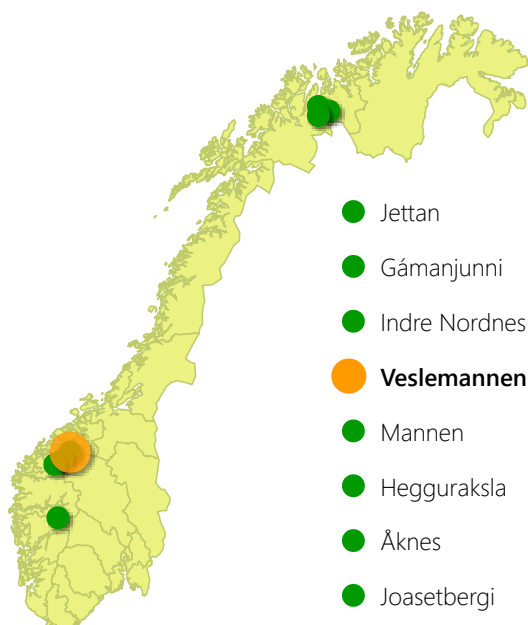 Jettan
Gámanjunni
Indre Nordnes
Veslemannen
Mannen
Hegguraksla
Åknes
Joasetbergi